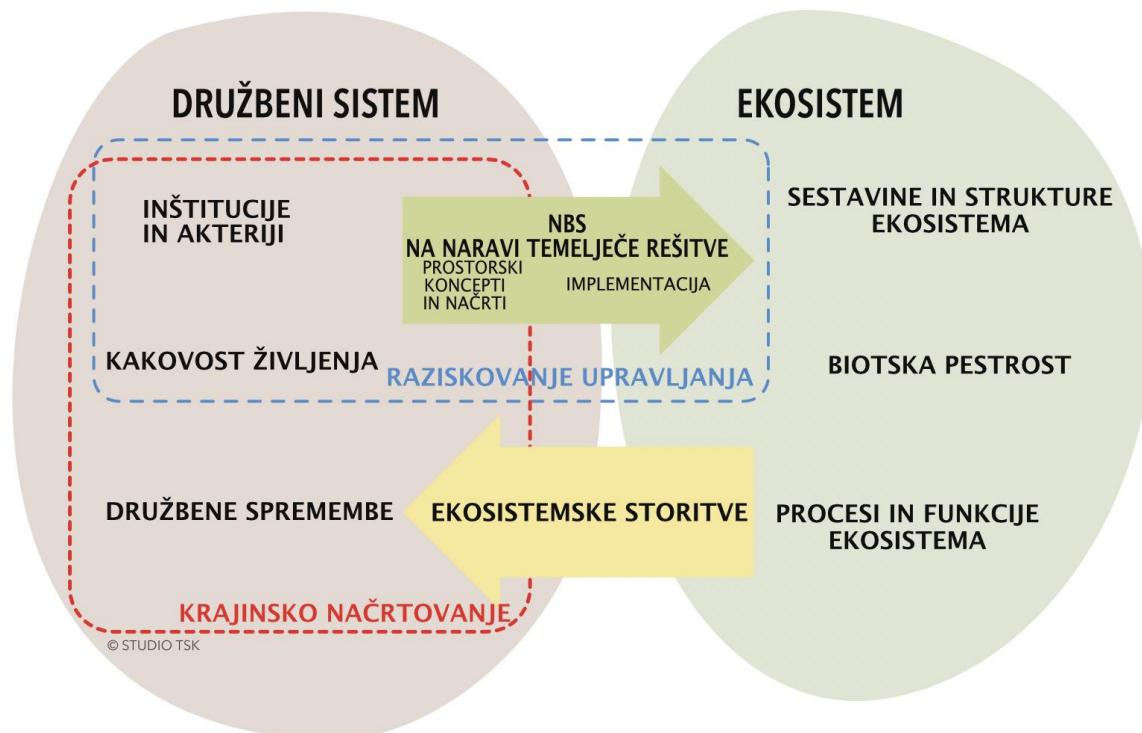 DRUŽBENI SISTEM
EKOSISTEM
INŠTITUCIJE
IN AKTERIJI
NBS
NA NARAVI TEMELJEČE REŠITVE
PROSTORSKI
KONCEPTI
IN NAČRTI
IMPLEMENTACIJA
SESTAVINE IN STRUKTURE
EKOSISTEMA
KAKOVOST ŽIVLJENJA
RAZISKOVANJE UPRAVLJANJA
BIOTSKA PESTROST
DRUŽBENE SPREMEMBE
EKOSISTEMSKE STORITVE
PROCESI IN FUNKCIJE
EKOSISTEMA
KRAJINSKO NAČRTOVANJE
© STUDIO TSK